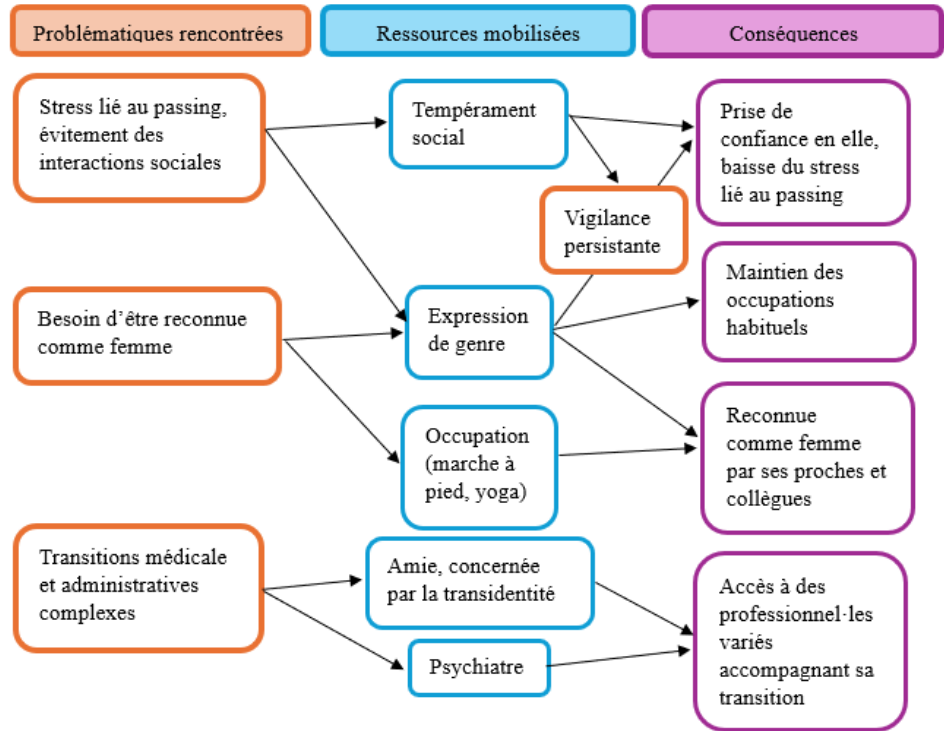 Problématiques rencontrées
Ressources mobilisées
Conséquences
Stress lié au passing,
évitement des
interactions sociales
Tempérament
social
Prise de
confiance en elle,
baisse du stress
lié au passing
Vigilance
persistante
Besoin d'être reconnue
comme femme
Expression
de genre
Maintien des
occupations
habituels
Occupation
(marche à
pied, yoga)
Reconnue
comme femme
par ses proches et
collègues
Transitions médicale
et administratives
complexes
Amie, concernée
par la transidentité
Psychiatre
Accès à des
professionnel·les
variés
accompagnant sa
transition